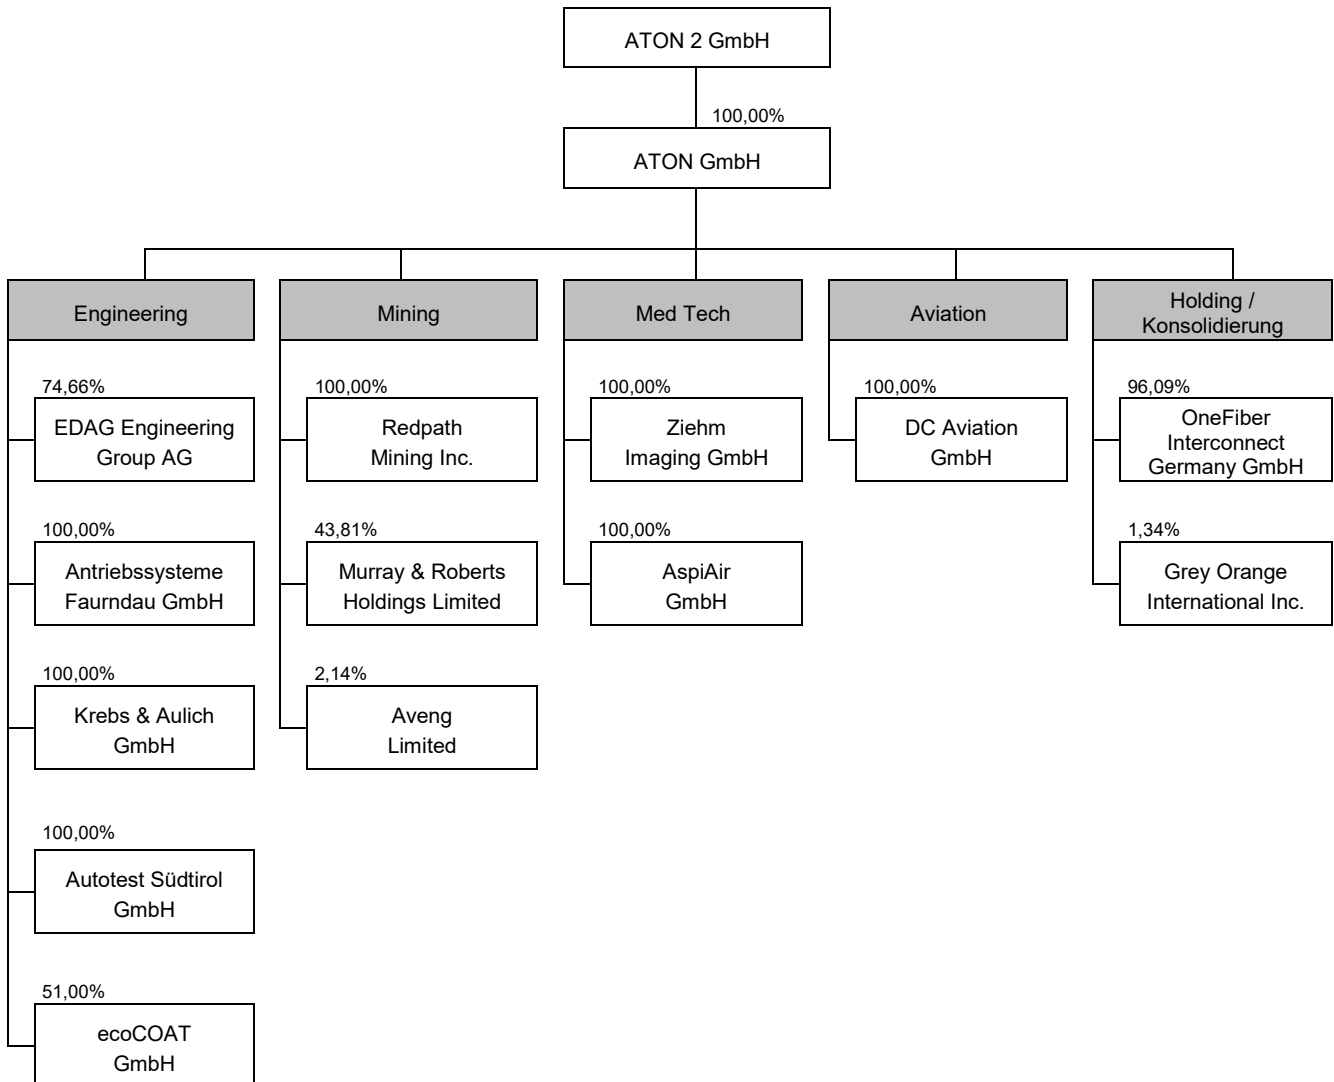 ATON 2 GmbH
100,00%
ATON GmbH
Engineering
Mining
Med Tech
Aviation
Holding /
Konsolidierung
74,66%
EDAG Engineering
Group AG
100,00%
Antriebssysteme
Faurndau GmbH
100,00%
Krebs & Aulich
GmbH
100,00%
Autotest Südtirol
GmbH
51,00%
ecoCOAT
GmbH
100,00%
Redpath
Mining Inc.
43,81%
Murray & Roberts
Holdings Limited
2,14%
Aveng
Limited
100,00%
Ziehm
Imaging GmbH
100,00%
AspiAir
GmbH
100,00%
DC Aviation
GmbH
96,09%
OneFiber
Interconnect
Germany GmbH
1,34%
Grey Orange
International Inc.